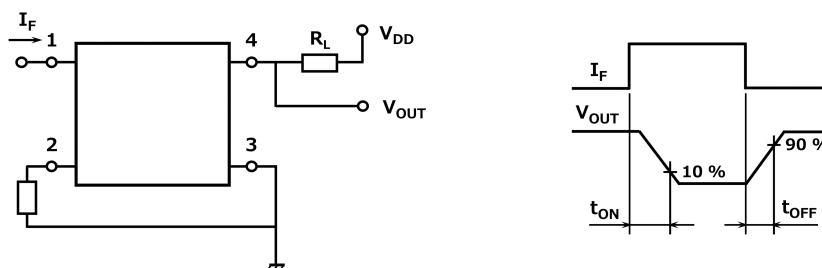 I_F
1
4
R_L
V_DD
V_OUT
2
3
I_F
V_OUT
10 %
90 %
t_ON
t_OFF